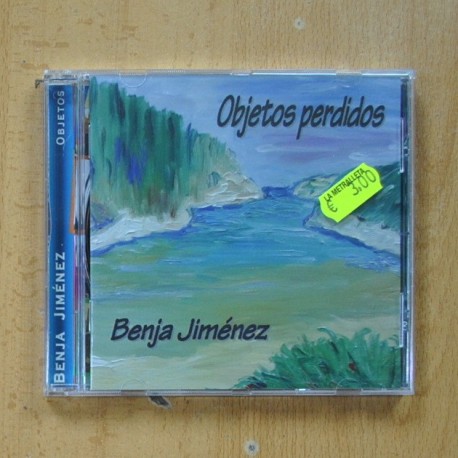 Objetos perdidos
LA METRALLETA
€ 3,00
Benja Jiménez
BENJA JIMÉNEZ . OBJETOS